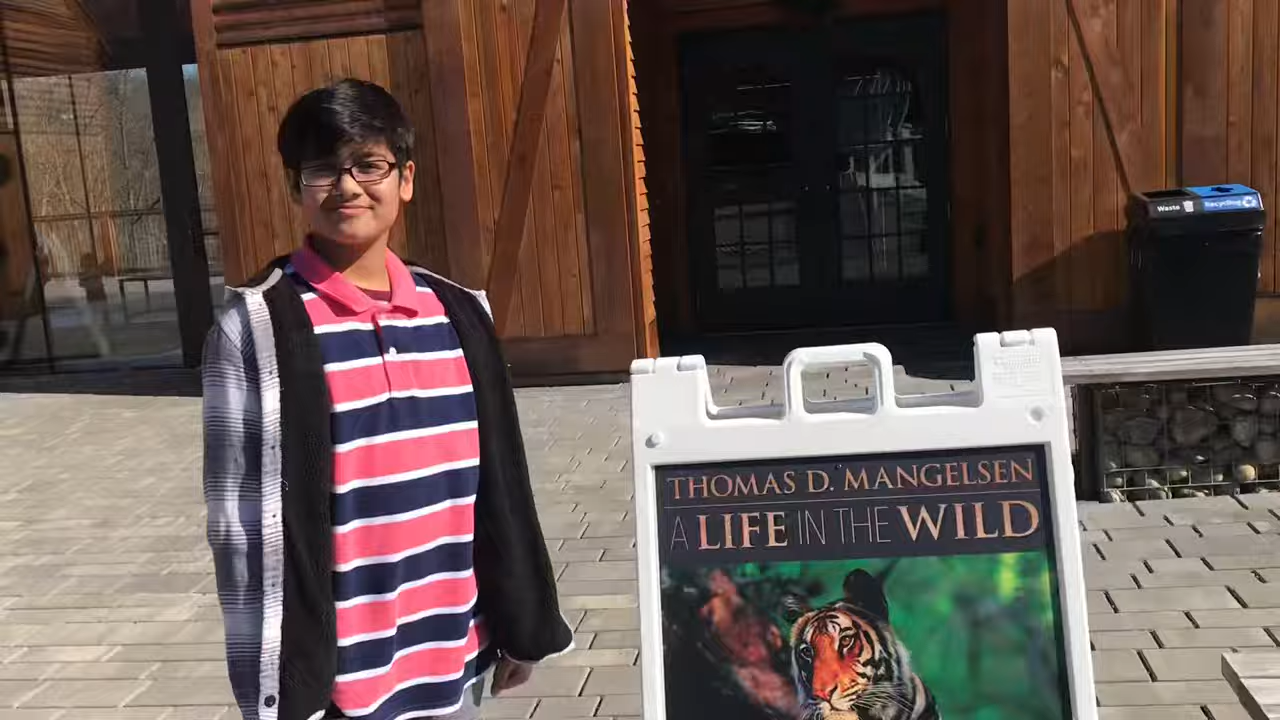 Waste
Recycling
THOMAS D. MANGELSEN
A LIFE IN THE WILD